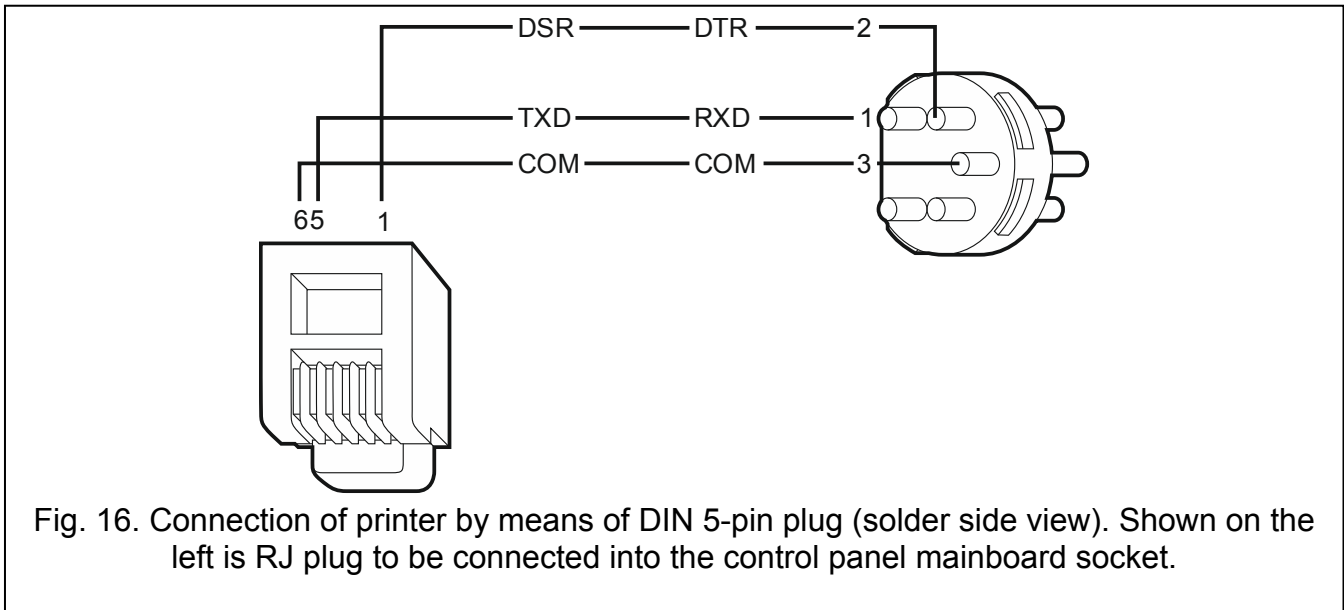 DSR DTR 2
TXD RXD 1
COM COM 3
65 1
Fig. 16. Connection of printer by means of DIN 5-pin plug (solder side view). Shown on the
left is RJ plug to be connected into the control panel mainboard socket.